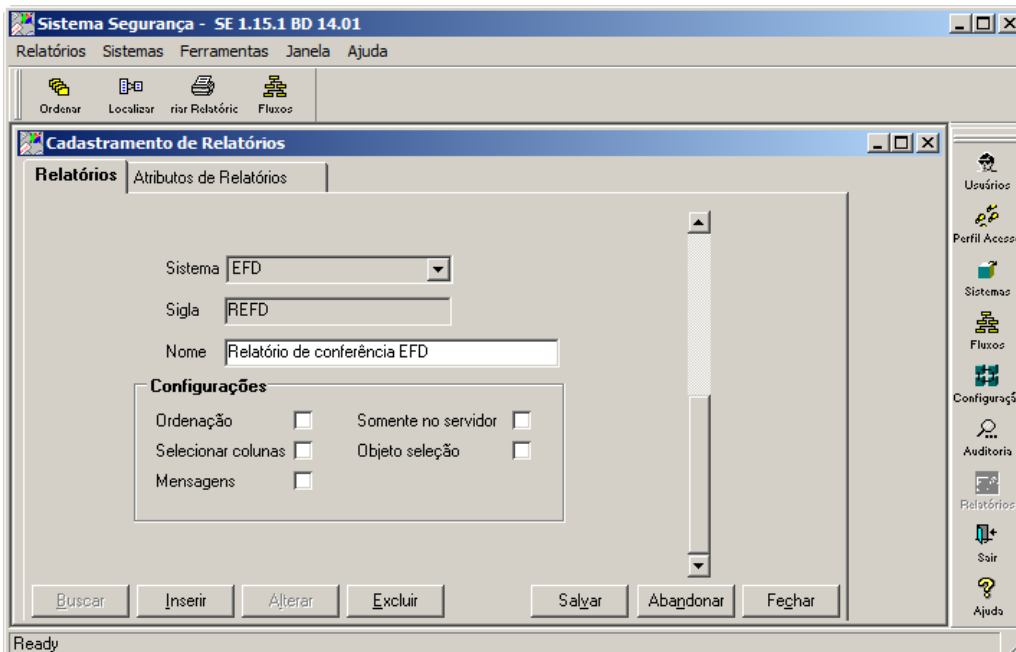 Sistema Segurança - SE 1.15.1 BD 14.01
Relatórios Sistemas Ferramentas Janela Ajuda
Ordenar Localizar riar Relatóric Fluxos
Cadastramento de Relatórios
Relatórios Atributos de Relatórios
Sistema EFD
Sigla REFD
Nome Relatório de conferência EFD
Configurações
Ordenação Somente no servidor
Selecionar colunas Objeto seleção
Mensagens
Buscar Inserir Alterar Excluir Salvar Abandonar Fechar
Usuários
Perfil Acess
Sistemas
Fluxos
Configuraçã
Auditoria
Relatórios
Sair
Ajuda
Ready